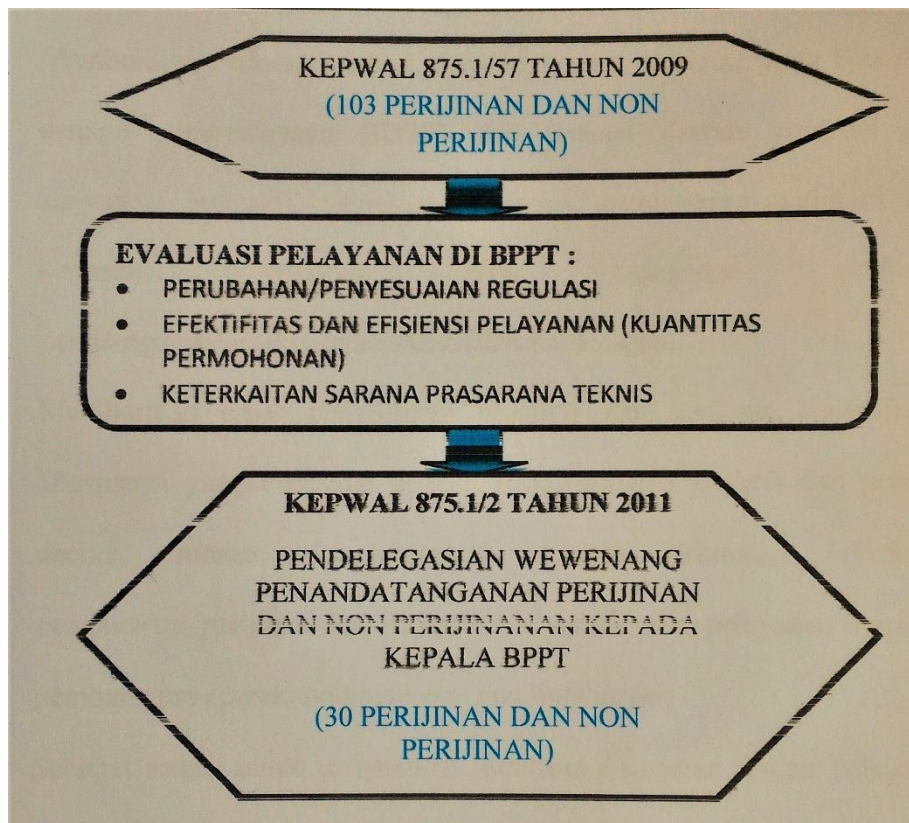 KEPWAL 875.1/57 TAHUN 2009
(103 PERIJINAN DAN NON
PERIJINAN)
EVALUASI PELAYANAN DI BPPT :
• PERUBAHAN/PENYESUAIAN REGULASI
• EFEKTIFITAS DAN EFISIENSI PELAYANAN (KUANTITAS
PERMOHONAN)
• KETERKAITAN SARANA PRASARANA TEKNIS
KEPWAL 875.1/2 TAHUN 2011
PENDELEGASIAN WEWENANG
PENANDATANGANAN PERIJINAN
DAN NON PERIJINANAN KEPADA
KEPALA BPPT
(30 PERIJINAN DAN NON
PERIJINAN)